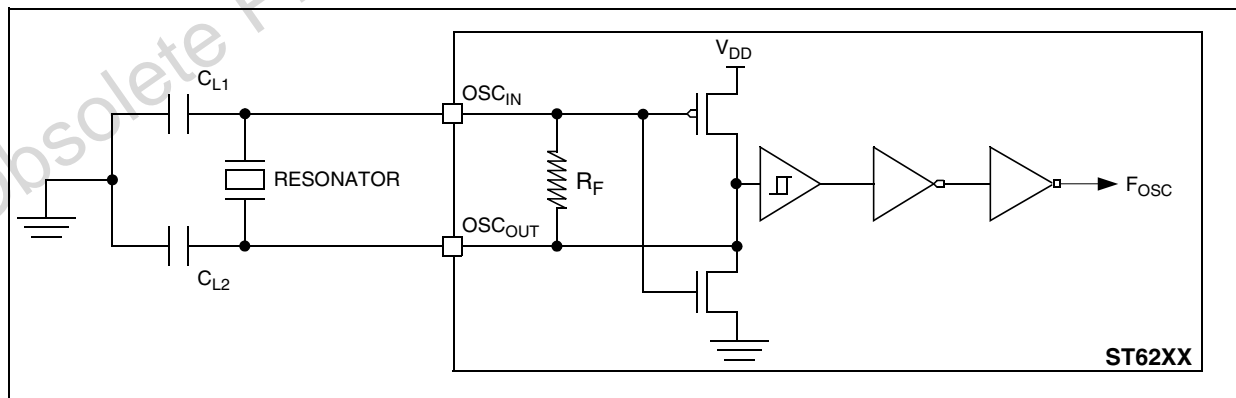 obsolete P
V_DD
C_L1
OSC_IN
RESONATOR
R_F
F_OSC
OSC_OUT
C_L2
ST62XX